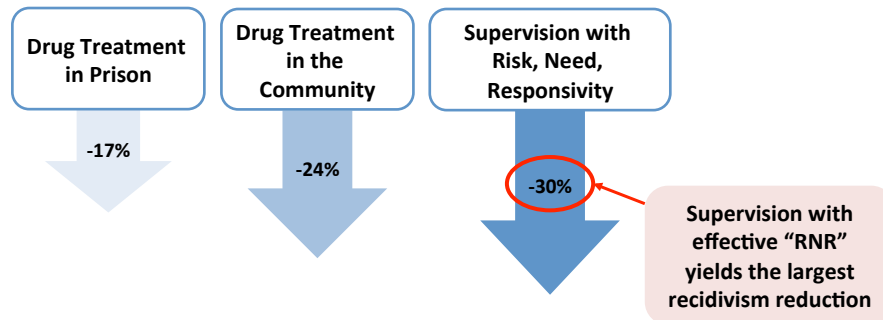 Drug Treatment
in Prison
Drug Treatment
in the
Community
Supervision with
Risk, Need,
Responsivity
-17%
-24%
-30%
Supervision with
effective “RNR”
yields the largest
recidivism reduction